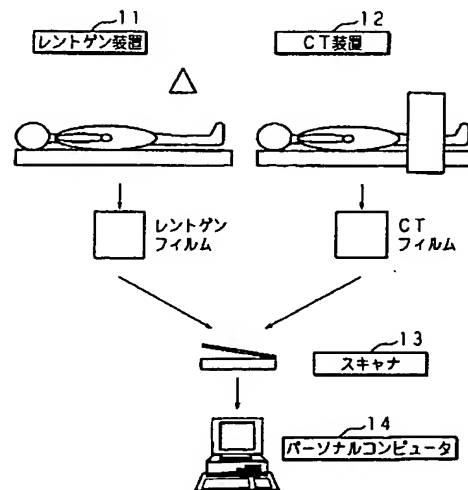 11
レントゲン装置
12
CT装置
レントゲン
フィルム
CT
フィルム
13
スキャナ
14
パーソナルコンピュータ